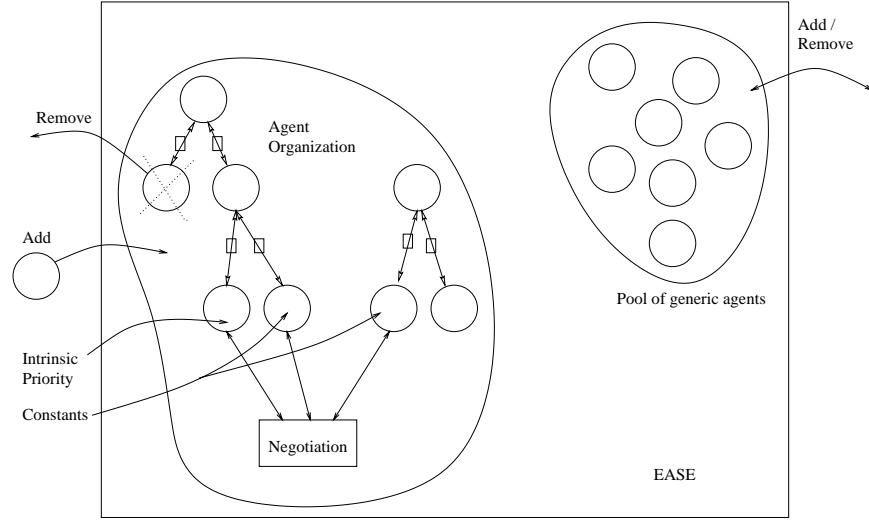 Add /
Remove
Remove
Agent
Organization
Add
Pool of generic agents
Intrinsic
Priority
Constants
Negotiation
EASE